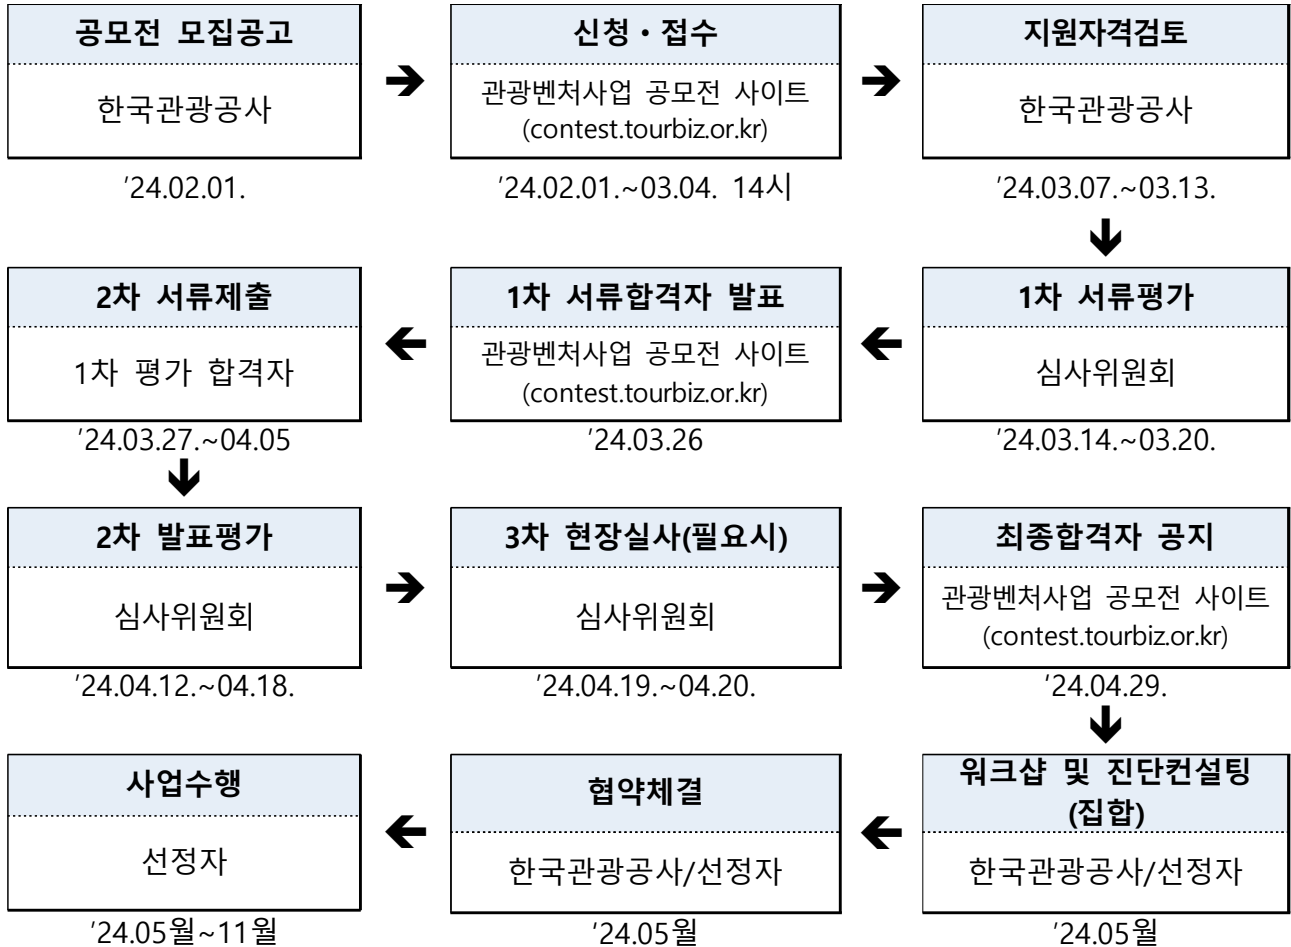 공모전 모집공고
한국관광공사
'24.02.01.
신청·접수
관광벤처사업 공모전 사이트
(contest.tourbiz.or.kr)
'24.02.01.~03.04. 14시
지원자격검토
한국관광공사
'24.03.07.~03.13.
1차 서류평가
심사위원회
'24.03.14.~03.20.
1차 서류합격자 발표
관광벤처사업 공모전 사이트
(contest.tourbiz.or.kr)
'24.03.26
2차 서류제출
1차 평가 합격자
'24.03.27.~04.05
2차 발표평가
심사위원회
'24.04.12.~04.18.
3차 현장실사(필요시)
심사위원회
'24.04.19.~04.20.
최종합격자 공지
관광벤처사업 공모전 사이트
(contest.tourbiz.or.kr)
'24.04.29.
워크샵 및 진단컨설팅
(집합)
한국관광공사/선정자
'24.05월
협약체결
한국관광공사/선정자
'24.05월
사업수행
선정자
'24.05월~11월